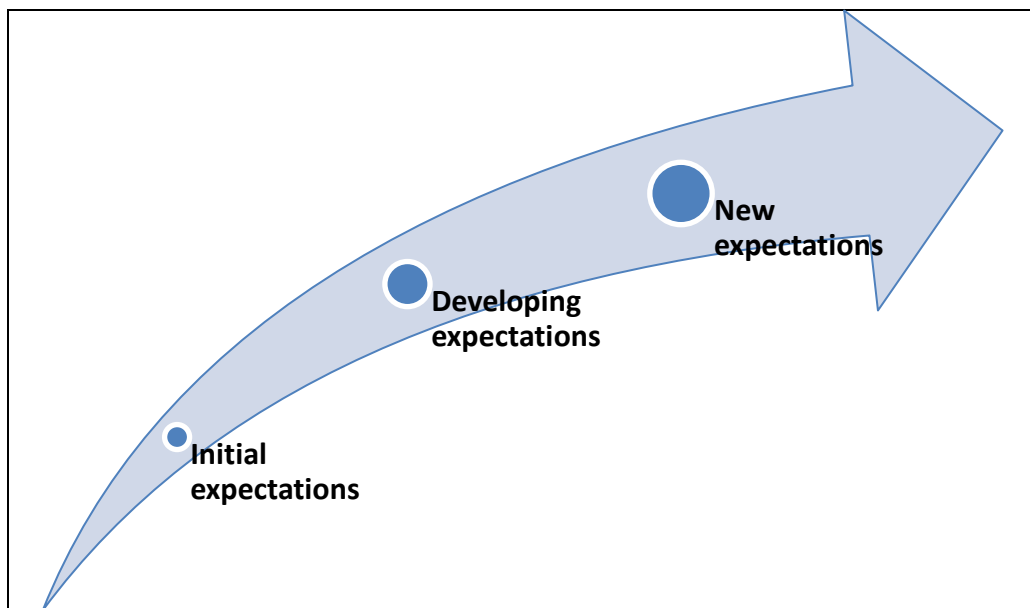 New
expectations
Developing
expectations
Initial
expectations